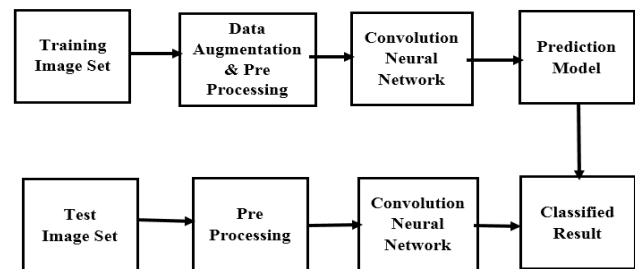 Training
Image Set
Data
Augmentation
& Pre
Processing
Convolution
Neural
Network
Prediction
Model
Test
Image Set
Pre
Processing
Convolution
Neural
Network
Classified
Result